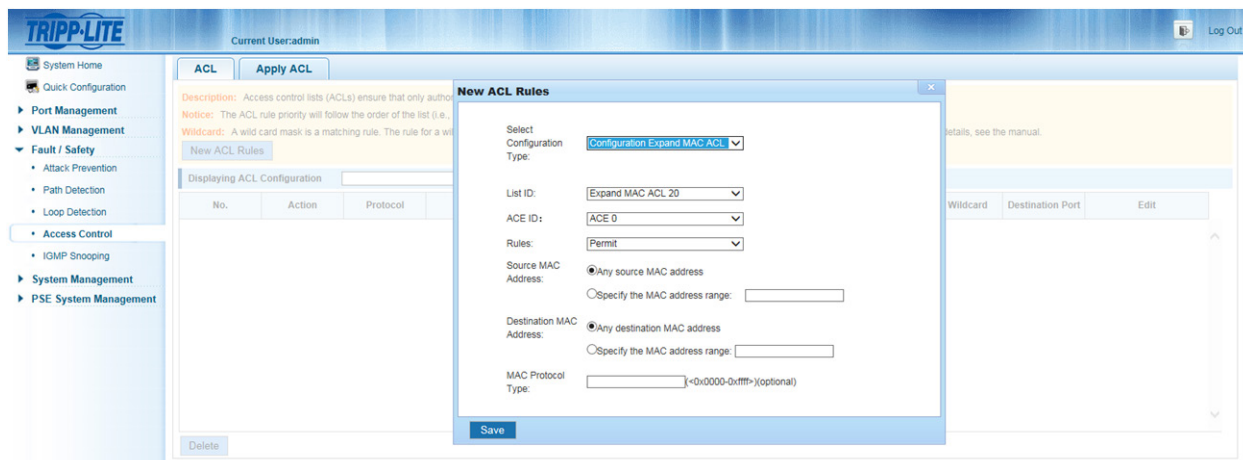 TRIPP·LITE
Current User:admin
Log Out
System Home
Quick Configuration
Port Management
VLAN Management
Fault / Safety
Attack Prevention
Path Detection
Loop Detection
Access Control
IGMP Snooping
System Management
PSE System Management
ACL
Apply ACL
Description: Access control lists (ACLs) ensure that only author
Notice: The ACL rule priority will follow the order of the list (i.e.,
Wildcard: A wild card mask is a matching rule. The rule for a wil
etails, see the manual.
New ACL Rules
Displaying ACL Configuration
No.
Action
Protocol
Wildcard
Destination Port
Edit
New ACL Rules
x
Select
Configuration
Type:
Configuration Expand MAC ACL
List ID:
Expand MAC ACL 20
ACE ID:
ACE 0
Rules:
Permit
Source MAC
Address:
Any source MAC address
Specify the MAC address range:
Destination MAC
Address:
Any destination MAC address
Specify the MAC address range:
MAC Protocol
Type:
(<0x0000-0xffff>)(optional)
Save
Delete